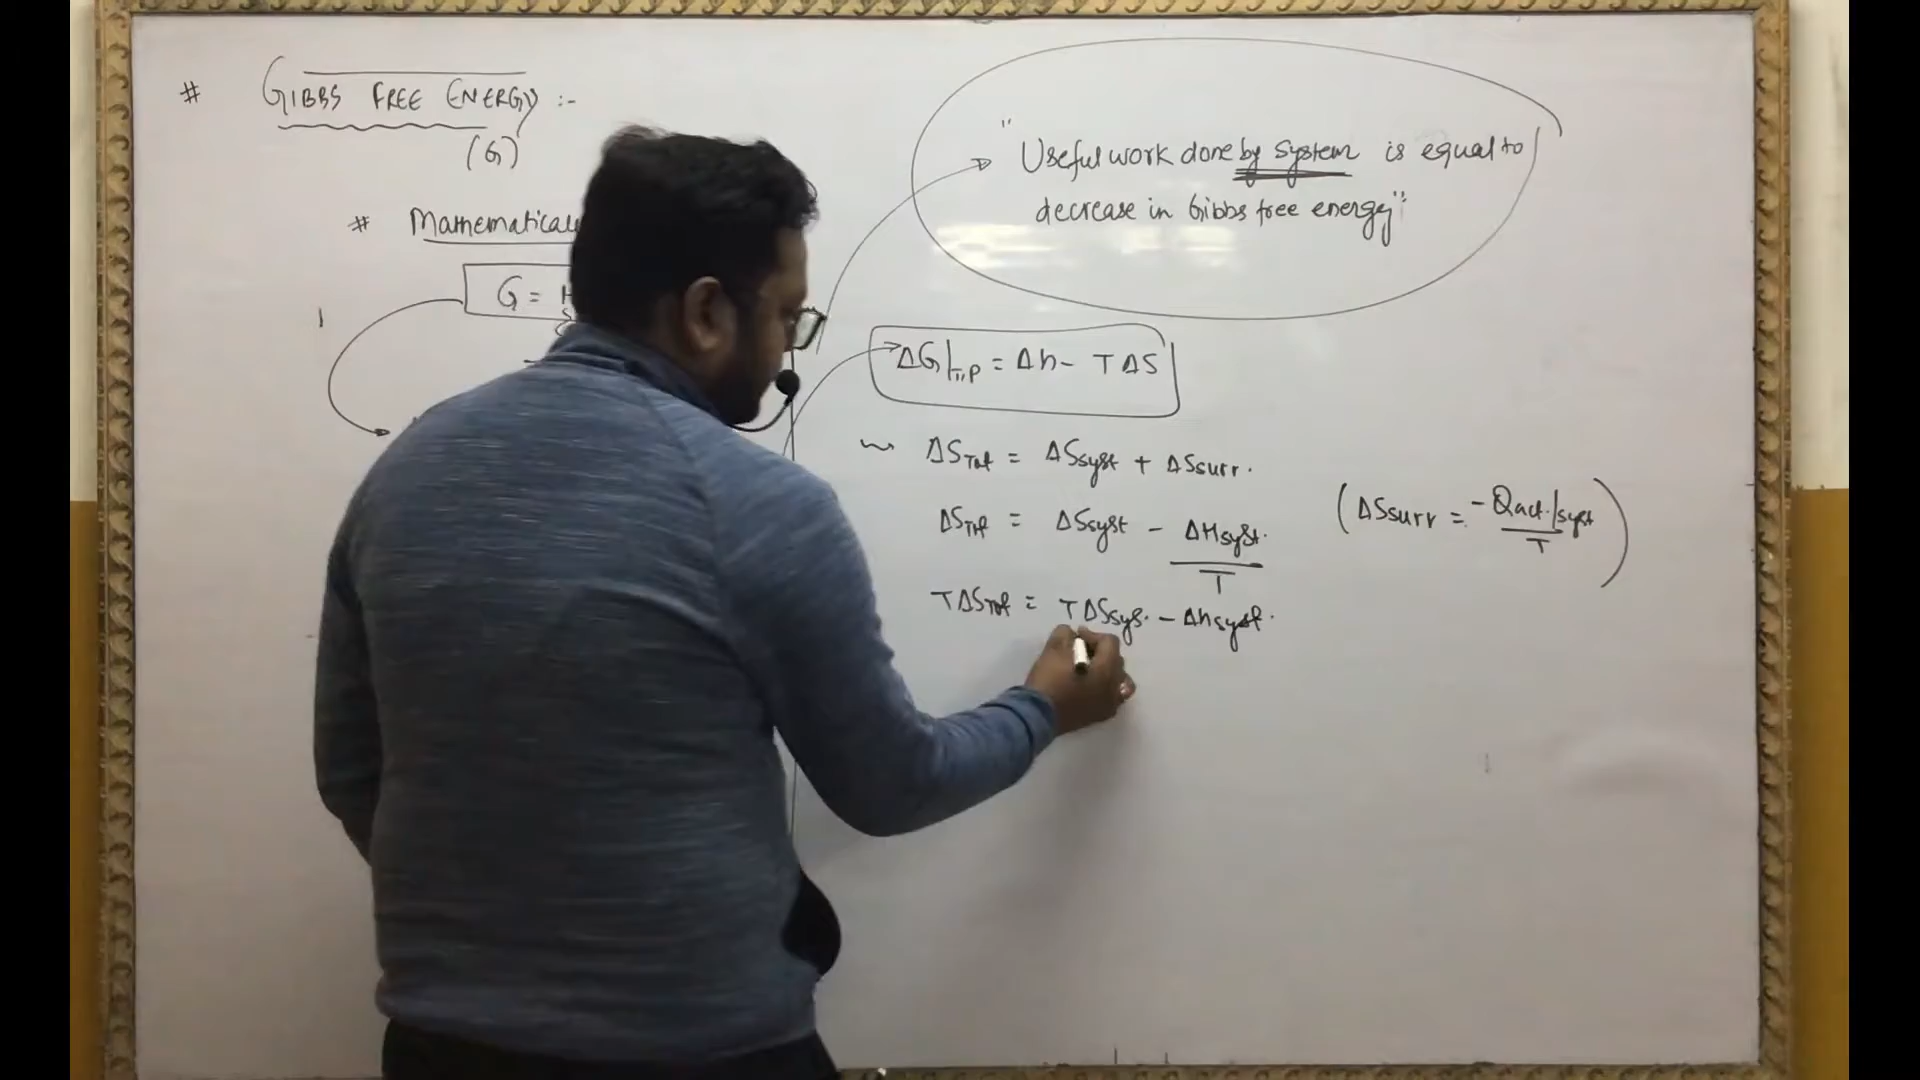 # GIBBS FREE ENERGY :-
(G)
# Mathematical
G = H
"Useful work done by system is equal to
decrease in Gibbs free energy"
ΔG|T,P = Δh - TΔS
ΔSTot = ΔSsyst + ΔSsurr.
ΔSTot = ΔSsyst - ΔHsyst. / T
(ΔSsurr = -Qact.|syst / T)
TΔSTot = TΔSsys. - Δhsyst.